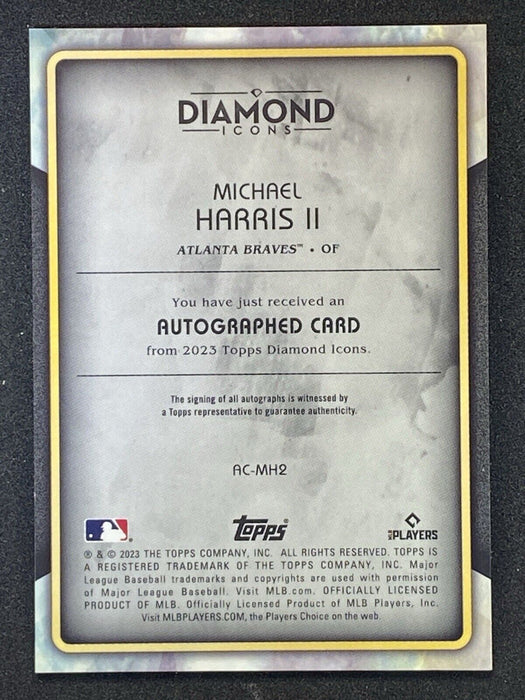 DIAMOND
ICONS
MICHAEL
HARRIS II
ATLANTA BRAVES™ • OF
You have just received an
AUTOGRAPHED CARD
from 2023 Topps Diamond Icons.
The signing of all autographs is witnessed by
a Topps representative to guarantee authenticity.
AC-MH2
topps®
MLB PLAYERS
® & © 2023 THE TOPPS COMPANY, INC. ALL RIGHTS RESERVED. TOPPS IS
A REGISTERED TRADEMARK OF THE TOPPS COMPANY, INC. Major
League Baseball trademarks and copyrights are used with permission
of Major League Baseball. Visit MLB.com. OFFICIALLY LICENSED
PRODUCT OF MLB. Officially Licensed Product of MLB Players, Inc.
Visit MLBPLAYERS.COM, the Players Choice on the web.